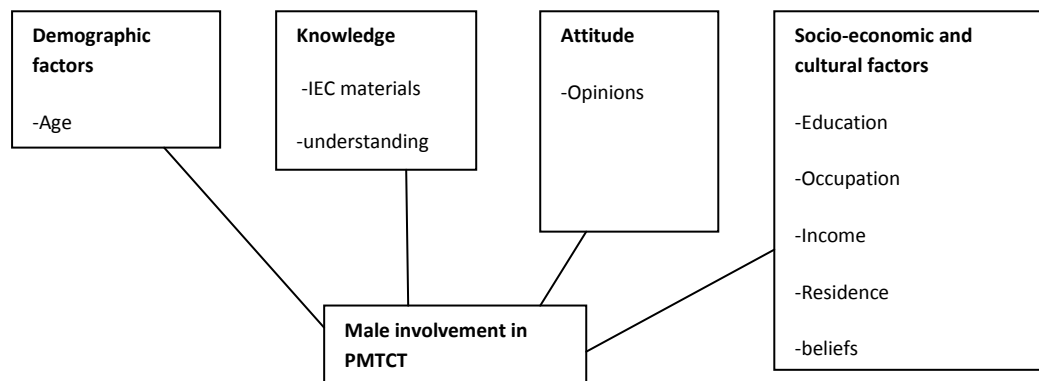 Demographic
factors
-Age
Knowledge
-IEC materials
-understanding
Attitude
-Opinions
Socio-economic and
cultural factors
-Education
-Occupation
-Income
-Residence
-beliefs
Male involvement in
PMTCT